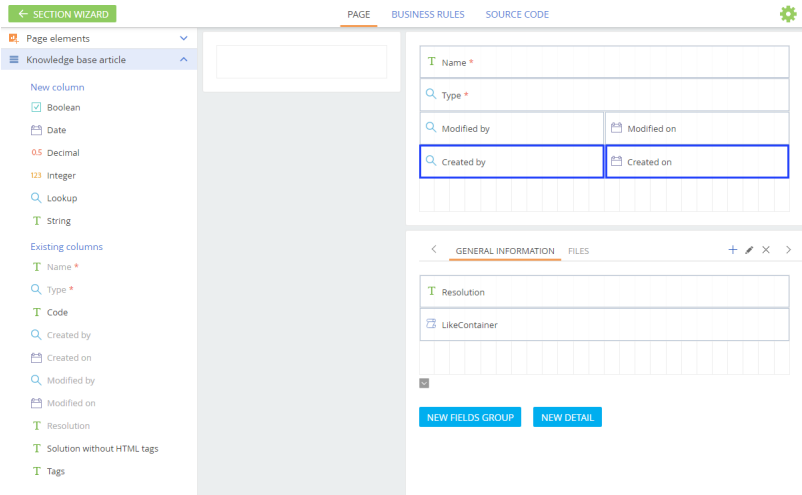 ← SECTION WIZARD
PAGE BUSINESS RULES SOURCE CODE
Page elements
Knowledge base article
New column
Boolean
Date
0.5 Decimal
123 Integer
Lookup
T String
Existing columns
T Name *
Type *
T Code
Created by
Created on
Modified by
Modified on
T Resolution
T Solution without HTML tags
T Tags
T Name *
Type *
Modified by Modified on
Created by Created on
GENERAL INFORMATION FILES
T Resolution
LikeContainer
NEW FIELDS GROUP NEW DETAIL